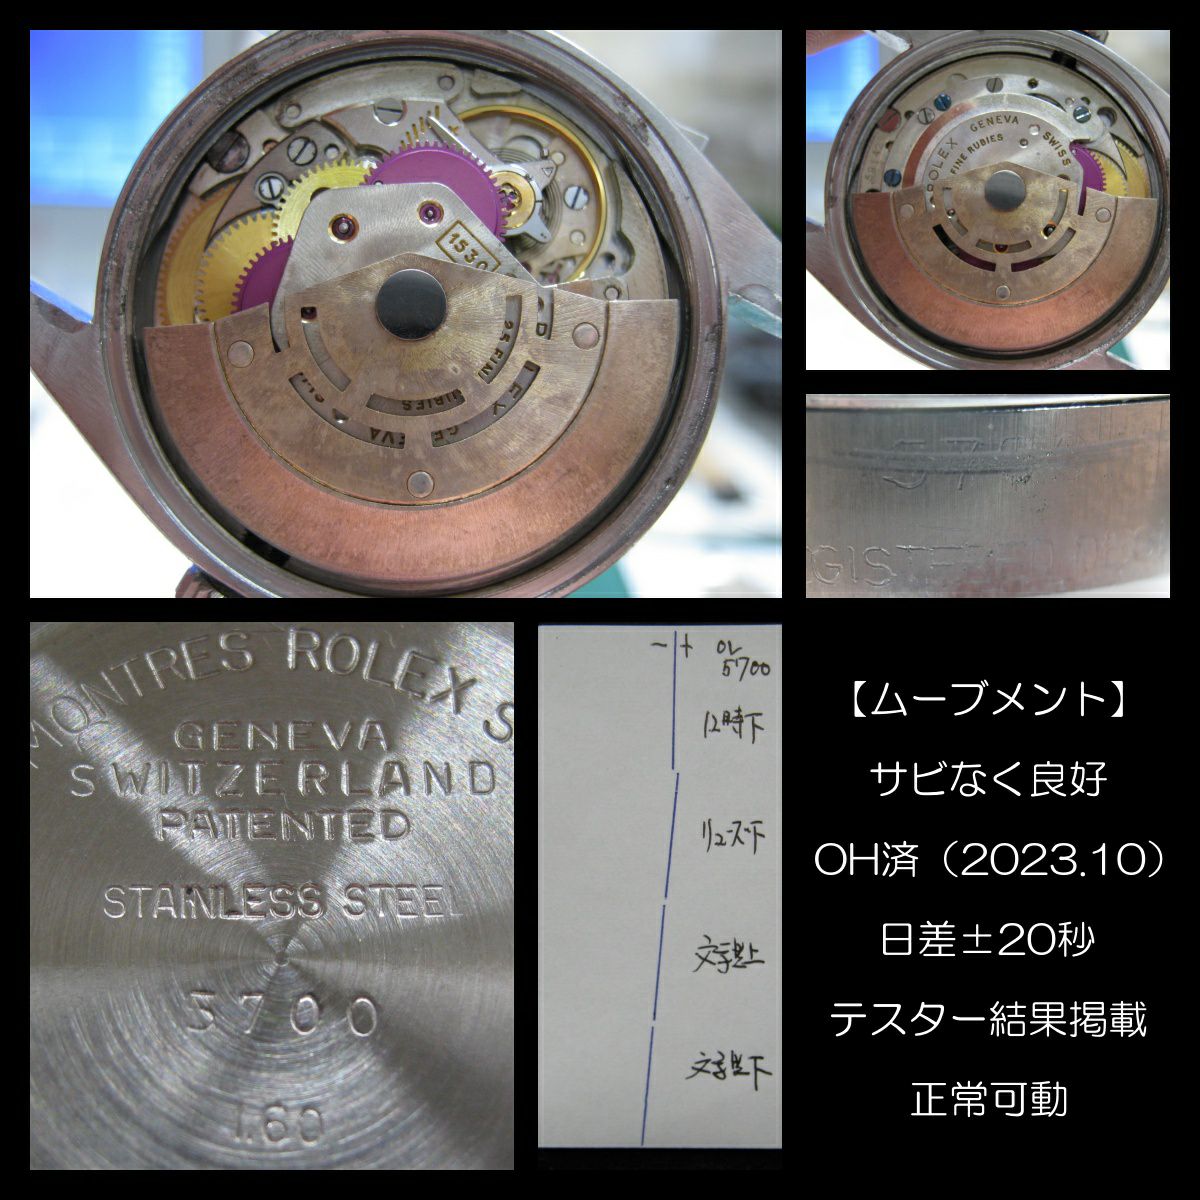 1530
ROLEX
GENEVA
SWISS
FINE RUBIES
25 FINE
57
GISTERED DES
MONTRES ROLEX S
GENEVA
SWITZERLAND
PATENTED
STAINLESS STEEL
5700
1.60
- +
5700
12時下
リューズ下
文字盤上
文字盤下
【ムーブメント】
サビなく良好
OH済（2023.10）
日差±20秒
テスター結果掲載
正常可動